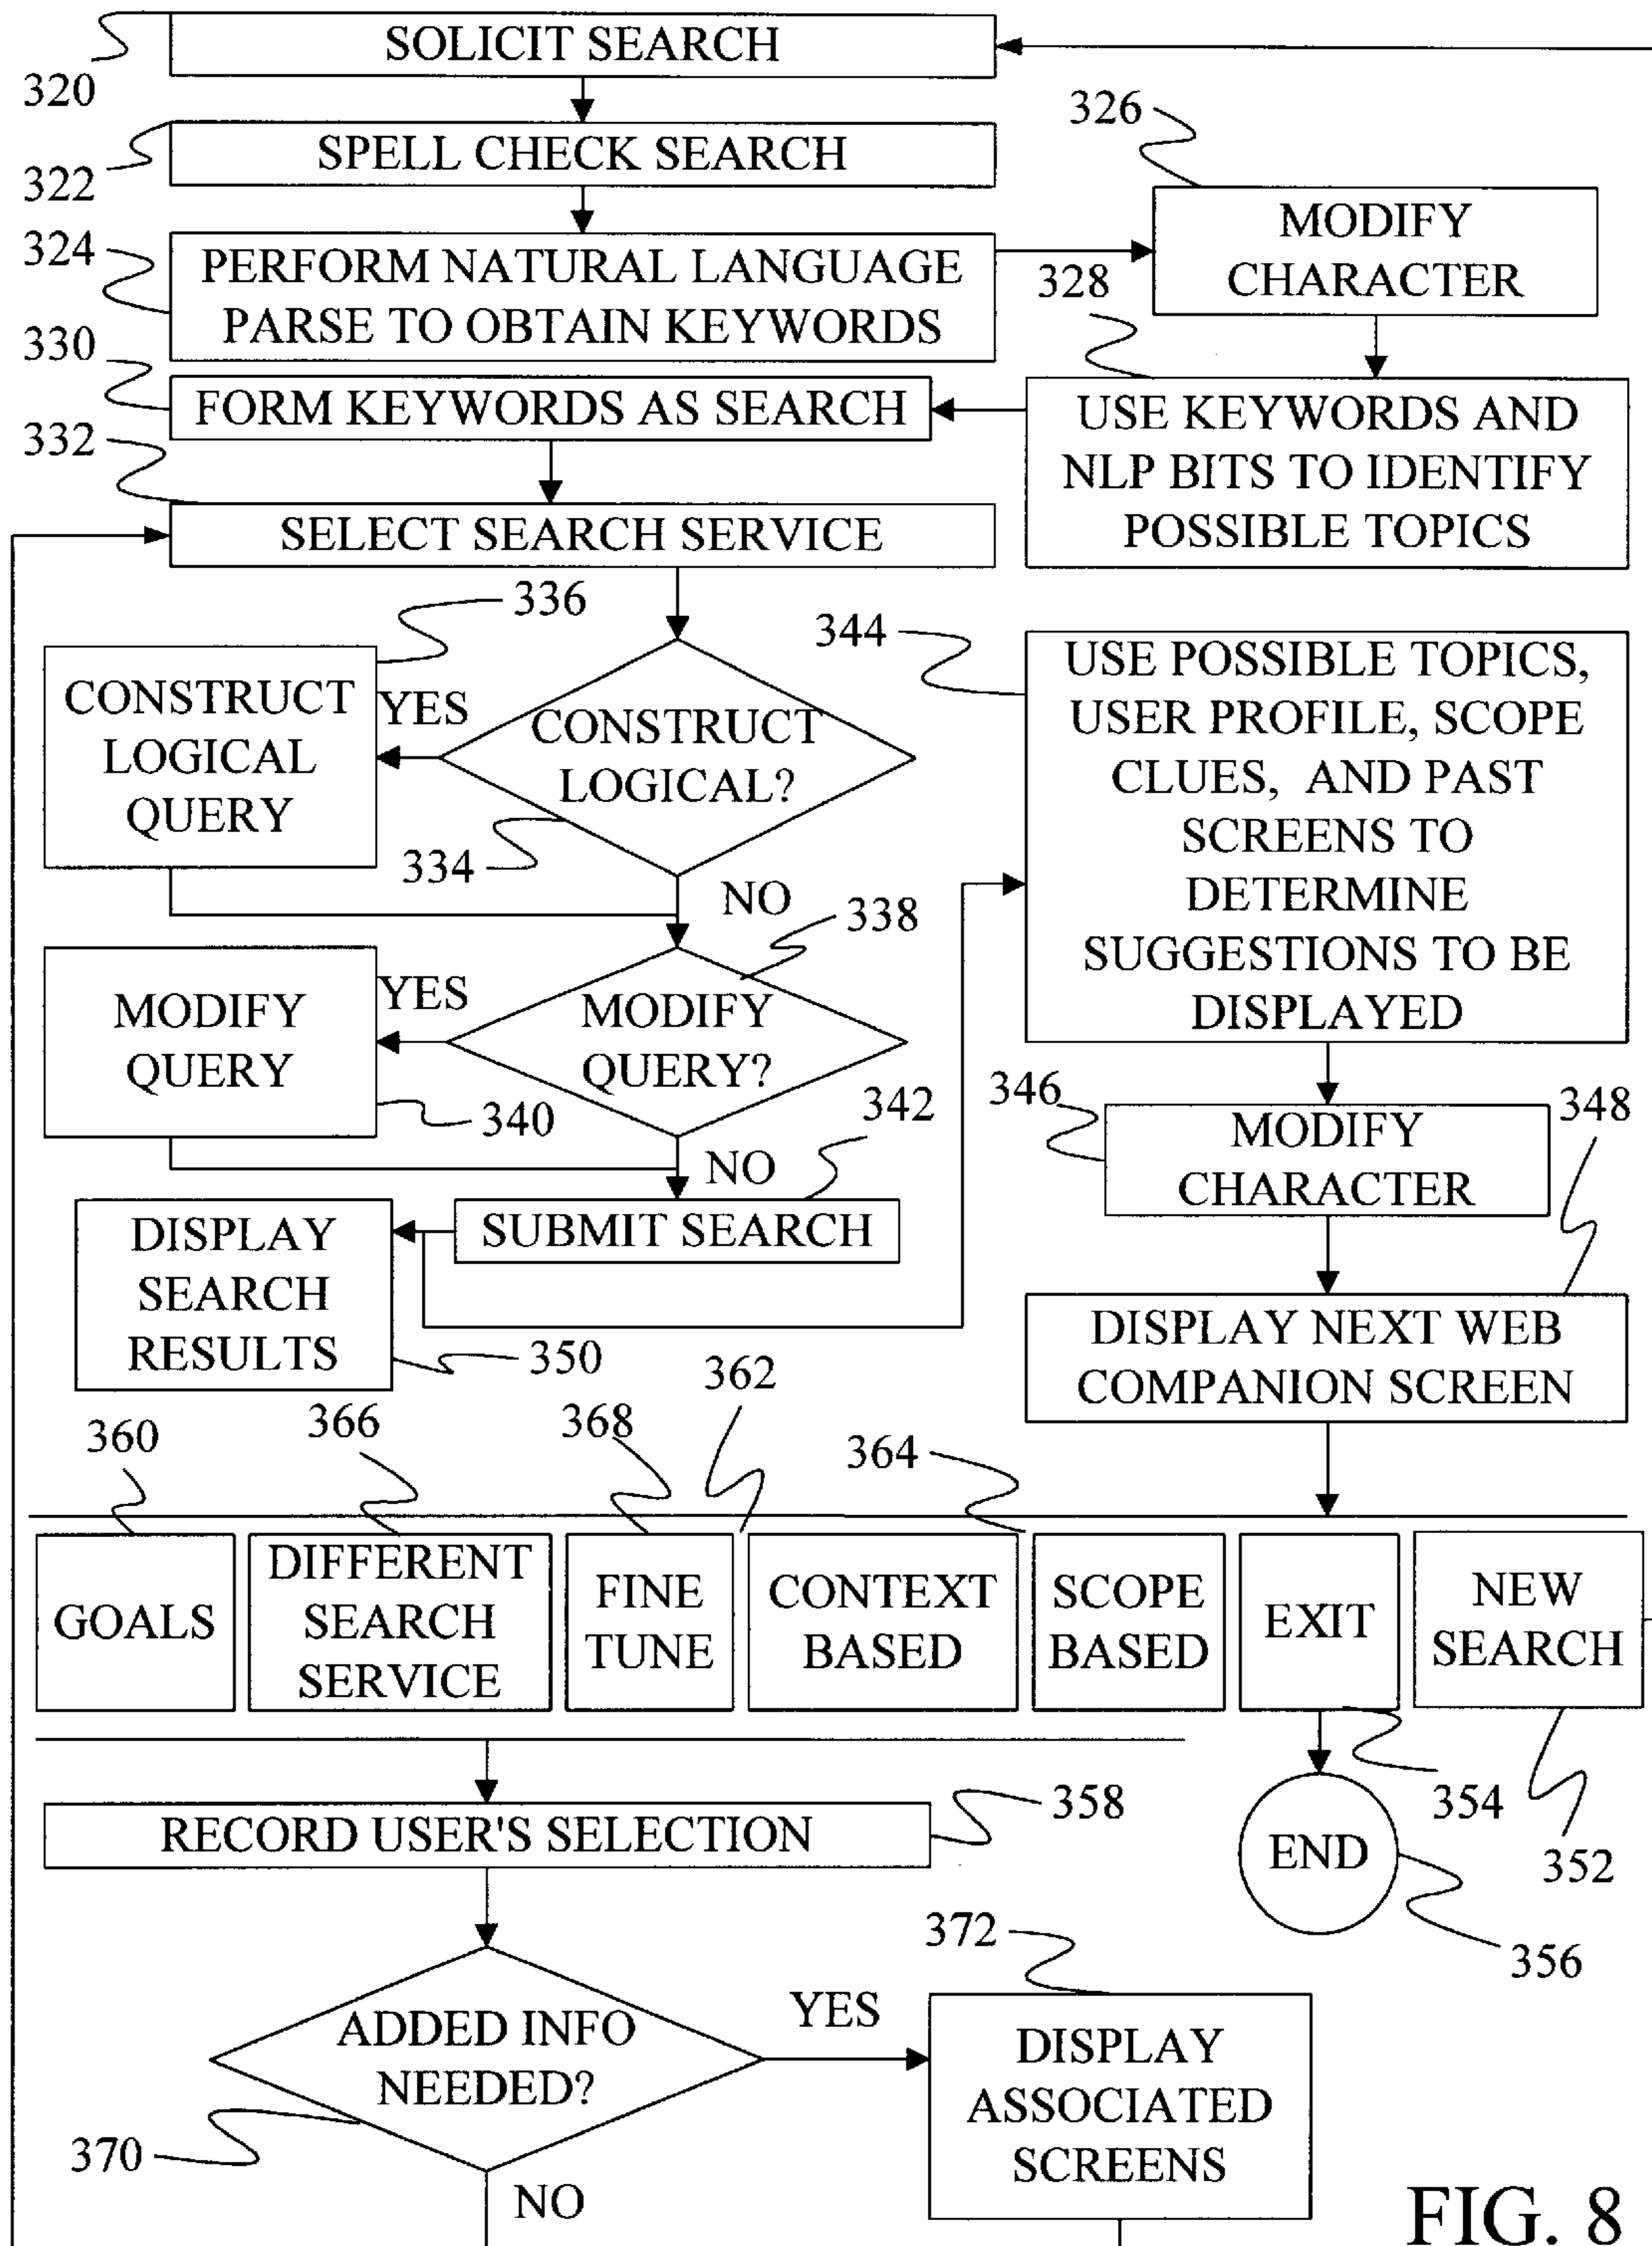 SOLICIT SEARCH
320
SPELL CHECK SEARCH
322
324
PERFORM NATURAL LANGUAGE
PARSE TO OBTAIN KEYWORDS
326
MODIFY
CHARACTER
328
USE KEYWORDS AND
NLP BITS TO IDENTIFY
POSSIBLE TOPICS
330
FORM KEYWORDS AS SEARCH
332
SELECT SEARCH SERVICE
336
CONSTRUCT
LOGICAL
QUERY
YES
CONSTRUCT
LOGICAL?
334
NO
338
MODIFY
QUERY
YES
MODIFY
QUERY?
340
342
NO
SUBMIT SEARCH
DISPLAY
SEARCH
RESULTS
350
344
USE POSSIBLE TOPICS,
USER PROFILE, SCOPE
CLUES, AND PAST
SCREENS TO
DETERMINE
SUGGESTIONS TO BE
DISPLAYED
346
MODIFY
CHARACTER
348
DISPLAY NEXT WEB
COMPANION SCREEN
360
366
368
362
364
GOALS
DIFFERENT
SEARCH
SERVICE
FINE
TUNE
CONTEXT
BASED
SCOPE
BASED
EXIT
NEW
SEARCH
354
352
END
356
RECORD USER'S SELECTION
358
ADDED INFO
NEEDED?
370
YES
NO
372
DISPLAY
ASSOCIATED
SCREENS
FIG. 8